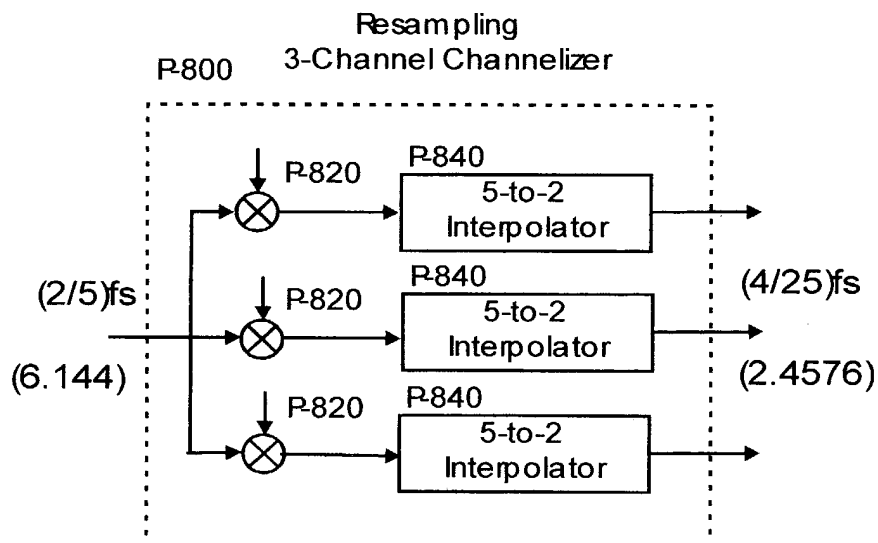 Resampling
3-Channel Channelizer
P-800
P-820
P-840
5-to-2
Interpolator
(2/5)fs
(6.144)
P-820
P-840
5-to-2
Interpolator
(4/25)fs
(2.4576)
P-820
P-840
5-to-2
Interpolator